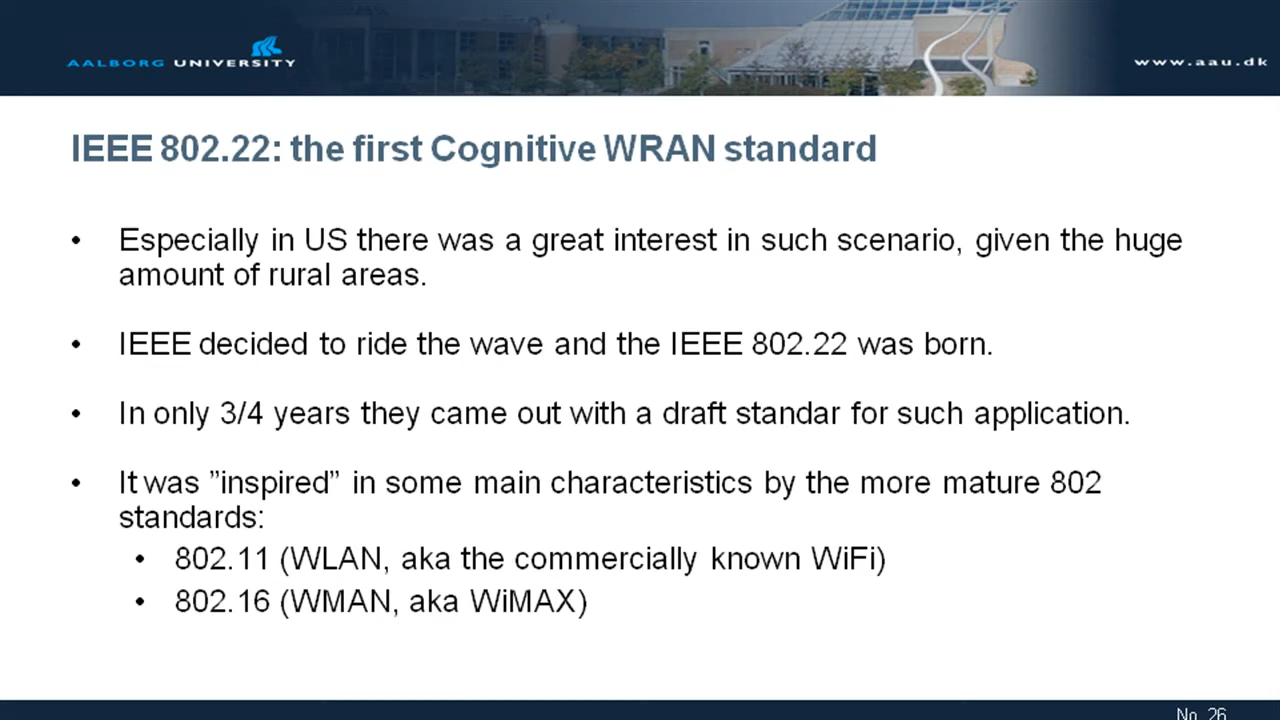 AALBORG UNIVERSITY
www.aau.dk
IEEE 802.22: the first Cognitive WRAN standard
• Especially in US there was a great interest in such scenario, given the huge
amount of rural areas.
• IEEE decided to ride the wave and the IEEE 802.22 was born.
• In only 3/4 years they came out with a draft standar for such application.
• It was ”inspired” in some main characteristics by the more mature 802
standards:
• 802.11 (WLAN, aka the commercially known WiFi)
• 802.16 (WMAN, aka WiMAX)
No. 26